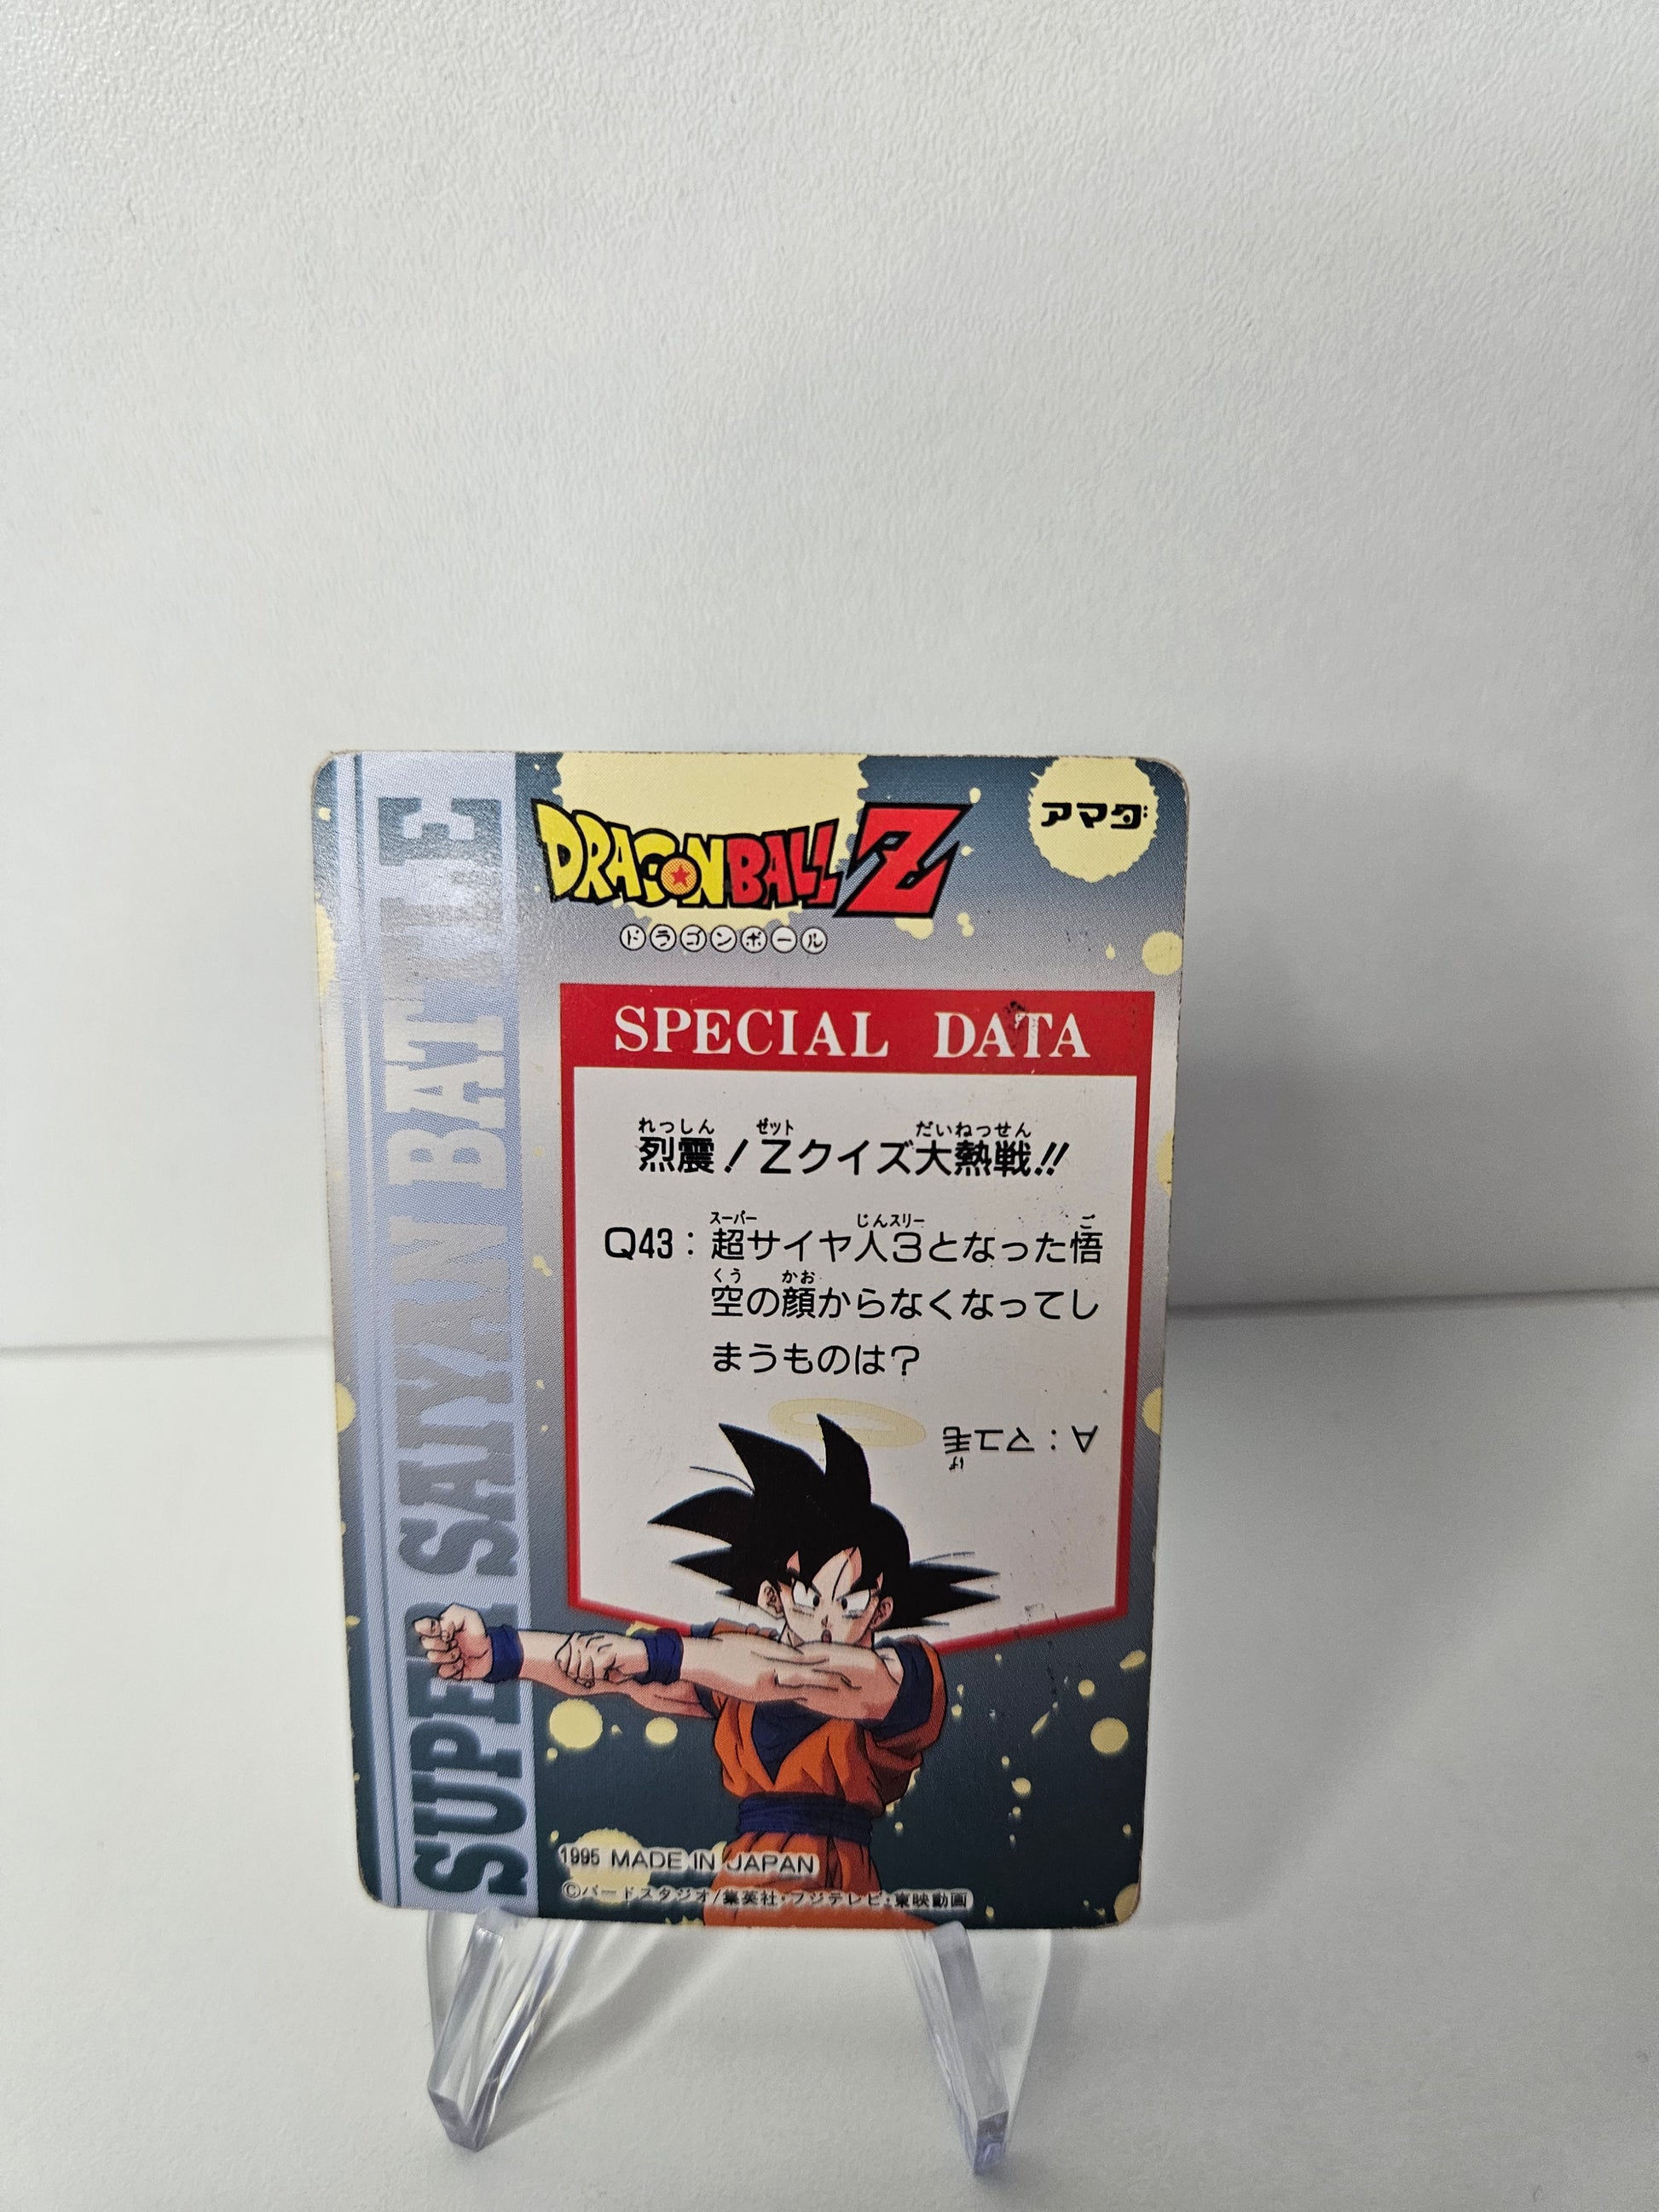 DRAGONBALL Z
アマダ
ドラゴンボール
SUPER SAIYAN BATTLE
SPECIAL DATA
れっしん ゼット だいねっせん
烈震!Zクイズ大熱戦!!
スーパー じんスリー ご
Q43:超サイヤ人3となった悟
くう かお
空の顔からなくなってし
まうものは?
A:マユ毛
げ
1995 MADE IN JAPAN
©バードスタジオ/集英社・フジテレビ・東映動画